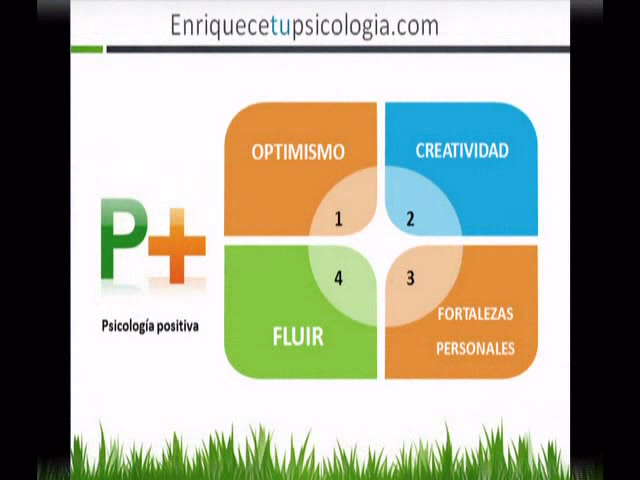 Enriquecetupsicologia.com
OPTIMISMO
CREATIVIDAD
1
2
P+
4
3
Psicología positiva
FLUIR
FORTALEZAS
PERSONALES